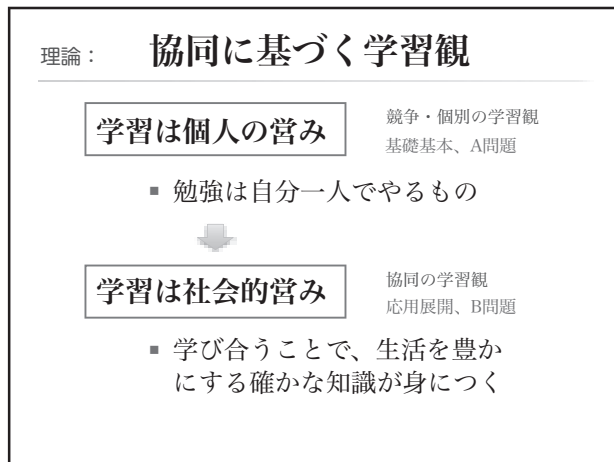 理論： 協同に基づく学習観
学習は個人の営み
競争・個別の学習観
基礎基本、A問題
▪ 勉強は自分一人でやるもの
学習は社会的営み
協同の学習観
応用展開、B問題
▪ 学び合うことで、生活を豊か
にする確かな知識が身につく